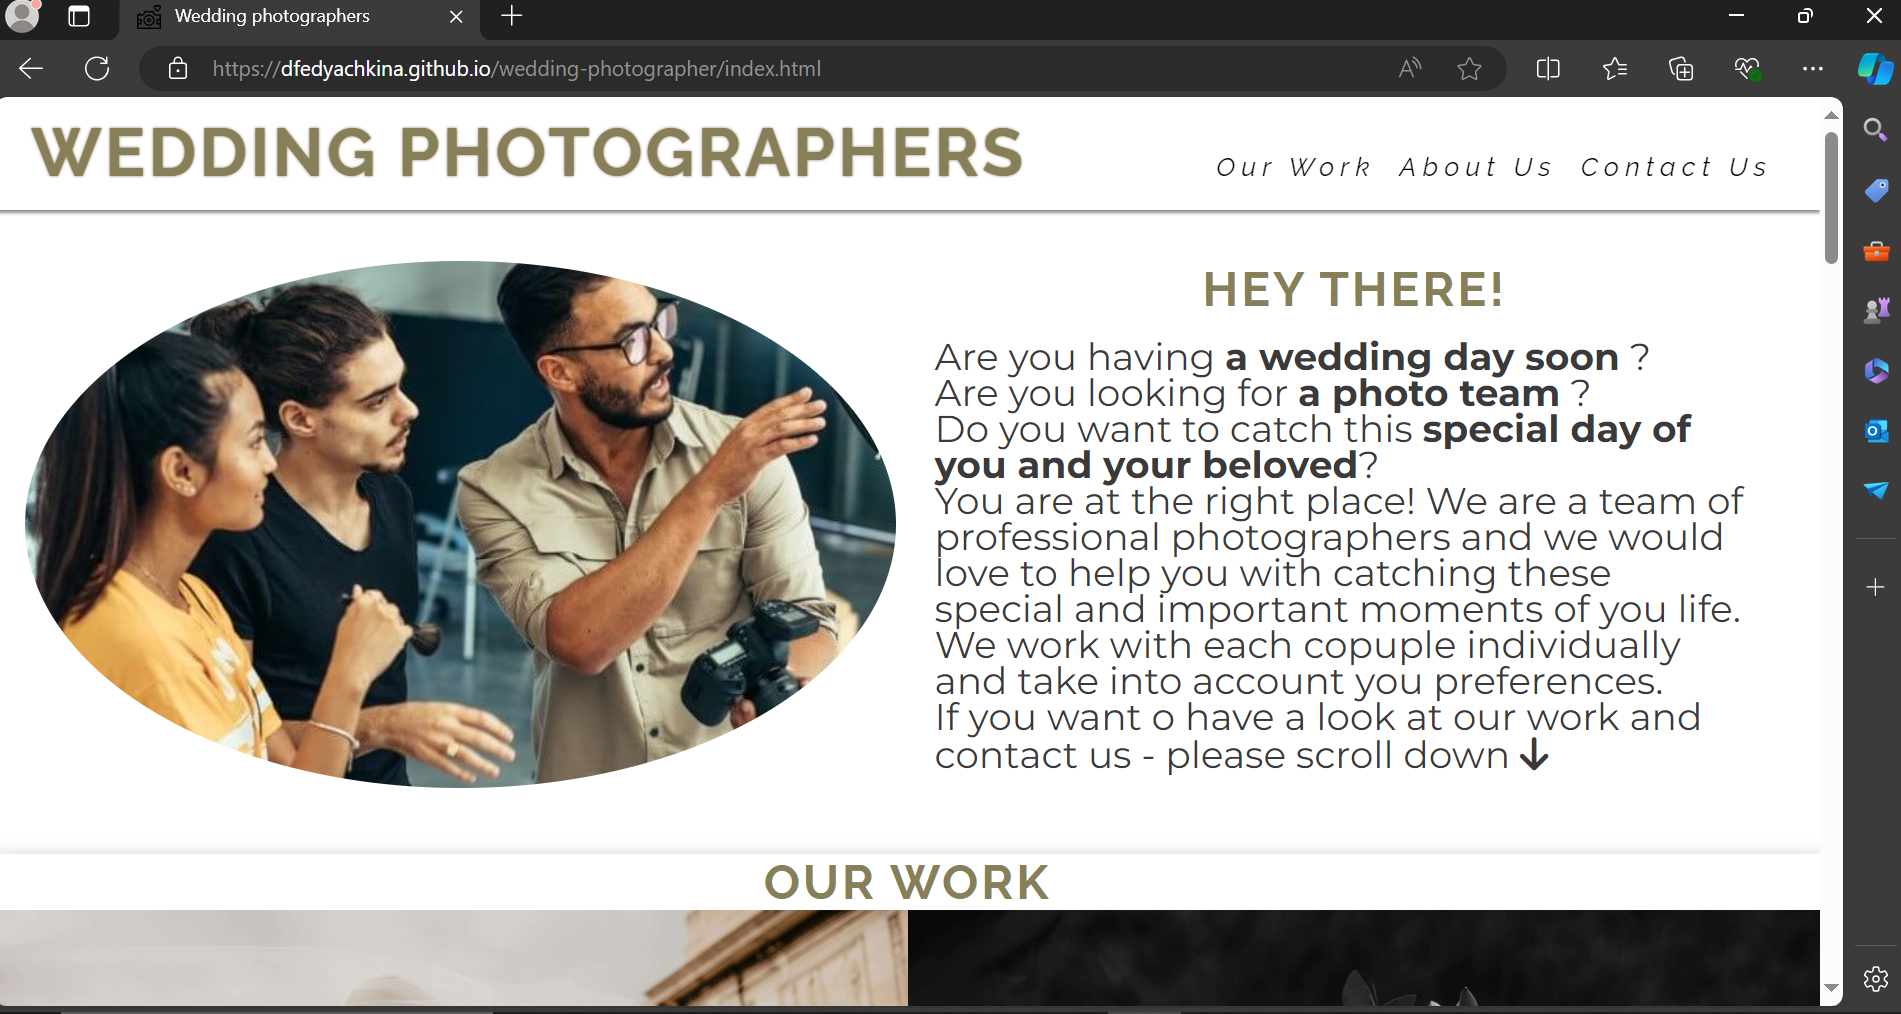 Wedding photographers
https://dfedyachkina.github.io/wedding-photographer/index.html
WEDDING PHOTOGRAPHERS
Our Work About Us Contact Us
HEY THERE!
Are you having a wedding day soon ?
Are you looking for a photo team ?
Do you want to catch this special day of
you and your beloved?
You are at the right place! We are a team of
professional photographers and we would
love to help you with catching these
special and important moments of you life.
We work with each copuple individually
and take into account you preferences.
If you want o have a look at our work and
contact us - please scroll down ↓
OUR WORK